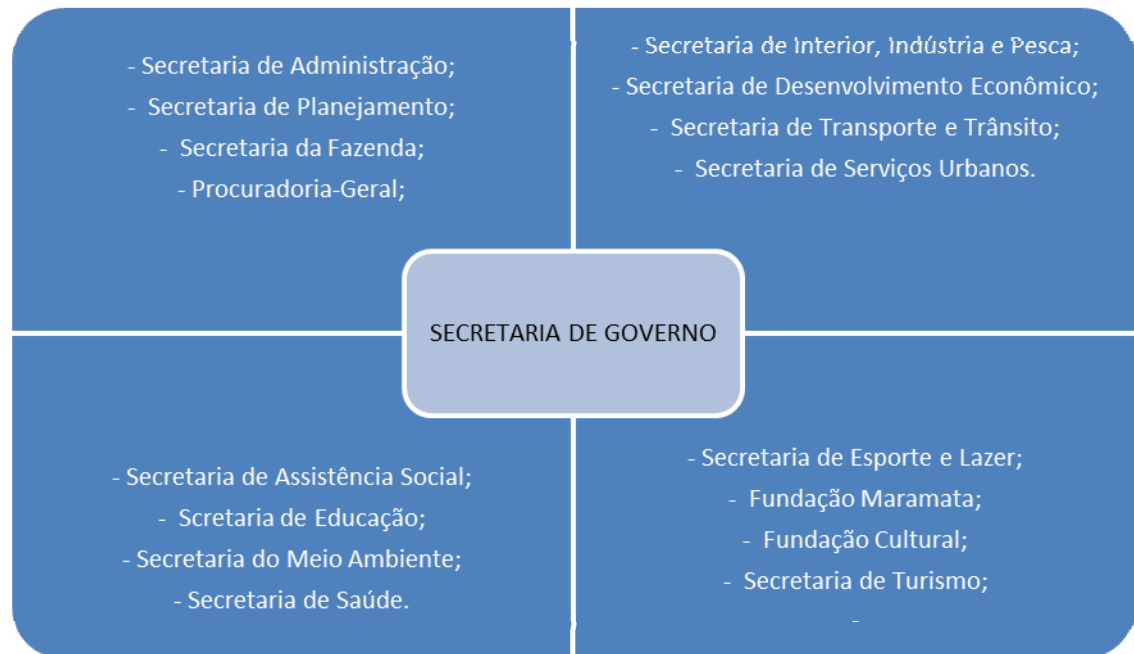 - Secretaria de Administração;
- Secretaria de Planejamento;
- Secretaria da Fazenda;
- Procuradoria-Geral;
- Secretaria de Interior, Indústria e Pesca;
- Secretaria de Desenvolvimento Econômico;
- Secretaria de Transporte e Trânsito;
- Secretaria de Serviços Urbanos.
SECRETARIA DE GOVERNO
- Secretaria de Assistência Social;
- Scretaria de Educação;
- Secretaria do Meio Ambiente;
- Secretaria de Saúde.
- Secretaria de Esporte e Lazer;
- Fundação Maramata;
- Fundação Cultural;
- Secretaria de Turismo;
-